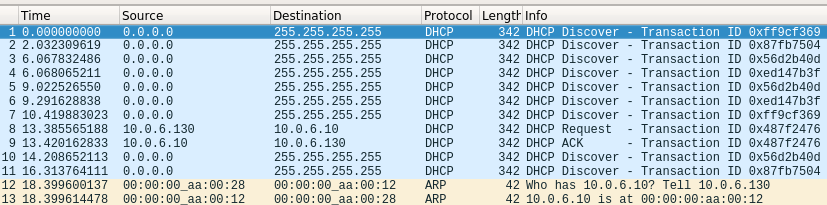 Time Source Destination Protocol Length Info
1 0.000000000 0.0.0.0 255.255.255.255 DHCP 342 DHCP Discover - Transaction ID 0xff9cf369
2 2.032309619 0.0.0.0 255.255.255.255 DHCP 342 DHCP Discover - Transaction ID 0x87fb7504
3 6.067832486 0.0.0.0 255.255.255.255 DHCP 342 DHCP Discover - Transaction ID 0x56d2b40d
4 6.068065211 0.0.0.0 255.255.255.255 DHCP 342 DHCP Discover - Transaction ID 0xed147b3f
5 9.022526550 0.0.0.0 255.255.255.255 DHCP 342 DHCP Discover - Transaction ID 0x56d2b40d
6 9.291628838 0.0.0.0 255.255.255.255 DHCP 342 DHCP Discover - Transaction ID 0xed147b3f
7 10.419883023 0.0.0.0 255.255.255.255 DHCP 342 DHCP Discover - Transaction ID 0xff9cf369
8 13.385565188 10.0.6.130 10.0.6.10 DHCP 342 DHCP Request - Transaction ID 0x487f2476
9 13.420162833 10.0.6.10 10.0.6.130 DHCP 342 DHCP ACK - Transaction ID 0x487f2476
10 14.208652113 0.0.0.0 255.255.255.255 DHCP 342 DHCP Discover - Transaction ID 0x56d2b40d
11 16.313764111 0.0.0.0 255.255.255.255 DHCP 342 DHCP Discover - Transaction ID 0x87fb7504
12 18.399600137 00:00:00_aa:00:28 00:00:00_aa:00:12 ARP 42 Who has 10.0.6.10? Tell 10.0.6.130
13 18.399614478 00:00:00_aa:00:12 00:00:00_aa:00:28 ARP 42 10.0.6.10 is at 00:00:00:aa:00:12